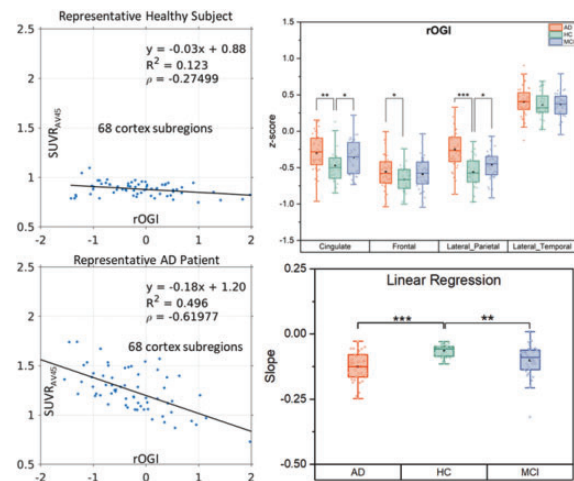 Representative Healthy Subject
y = -0.03x + 0.88
R² = 0.123
ρ = -0.27499
68 cortex subregions
SUVR_AV45
2.5
2
1.5
1
0.5
-2
-1
0
1
2
rOGI
Representative AD Patient
y = -0.18x + 1.20
R² = 0.496
ρ = -0.61977
68 cortex subregions
SUVR_AV45
2.5
2
1.5
1
0.5
-2
-1
0
1
2
rOGI
rOGI
AD
HC
MCI
z-score
1.5
1.0
0.5
0.0
-0.5
-1.0
-1.5
**
*
*
***
*
Cingulate
Frontal
Lateral_Parietal
Lateral_Temporal
Linear Regression
Slope
0.25
0.00
-0.25
-0.50
***
**
AD
HC
MCI